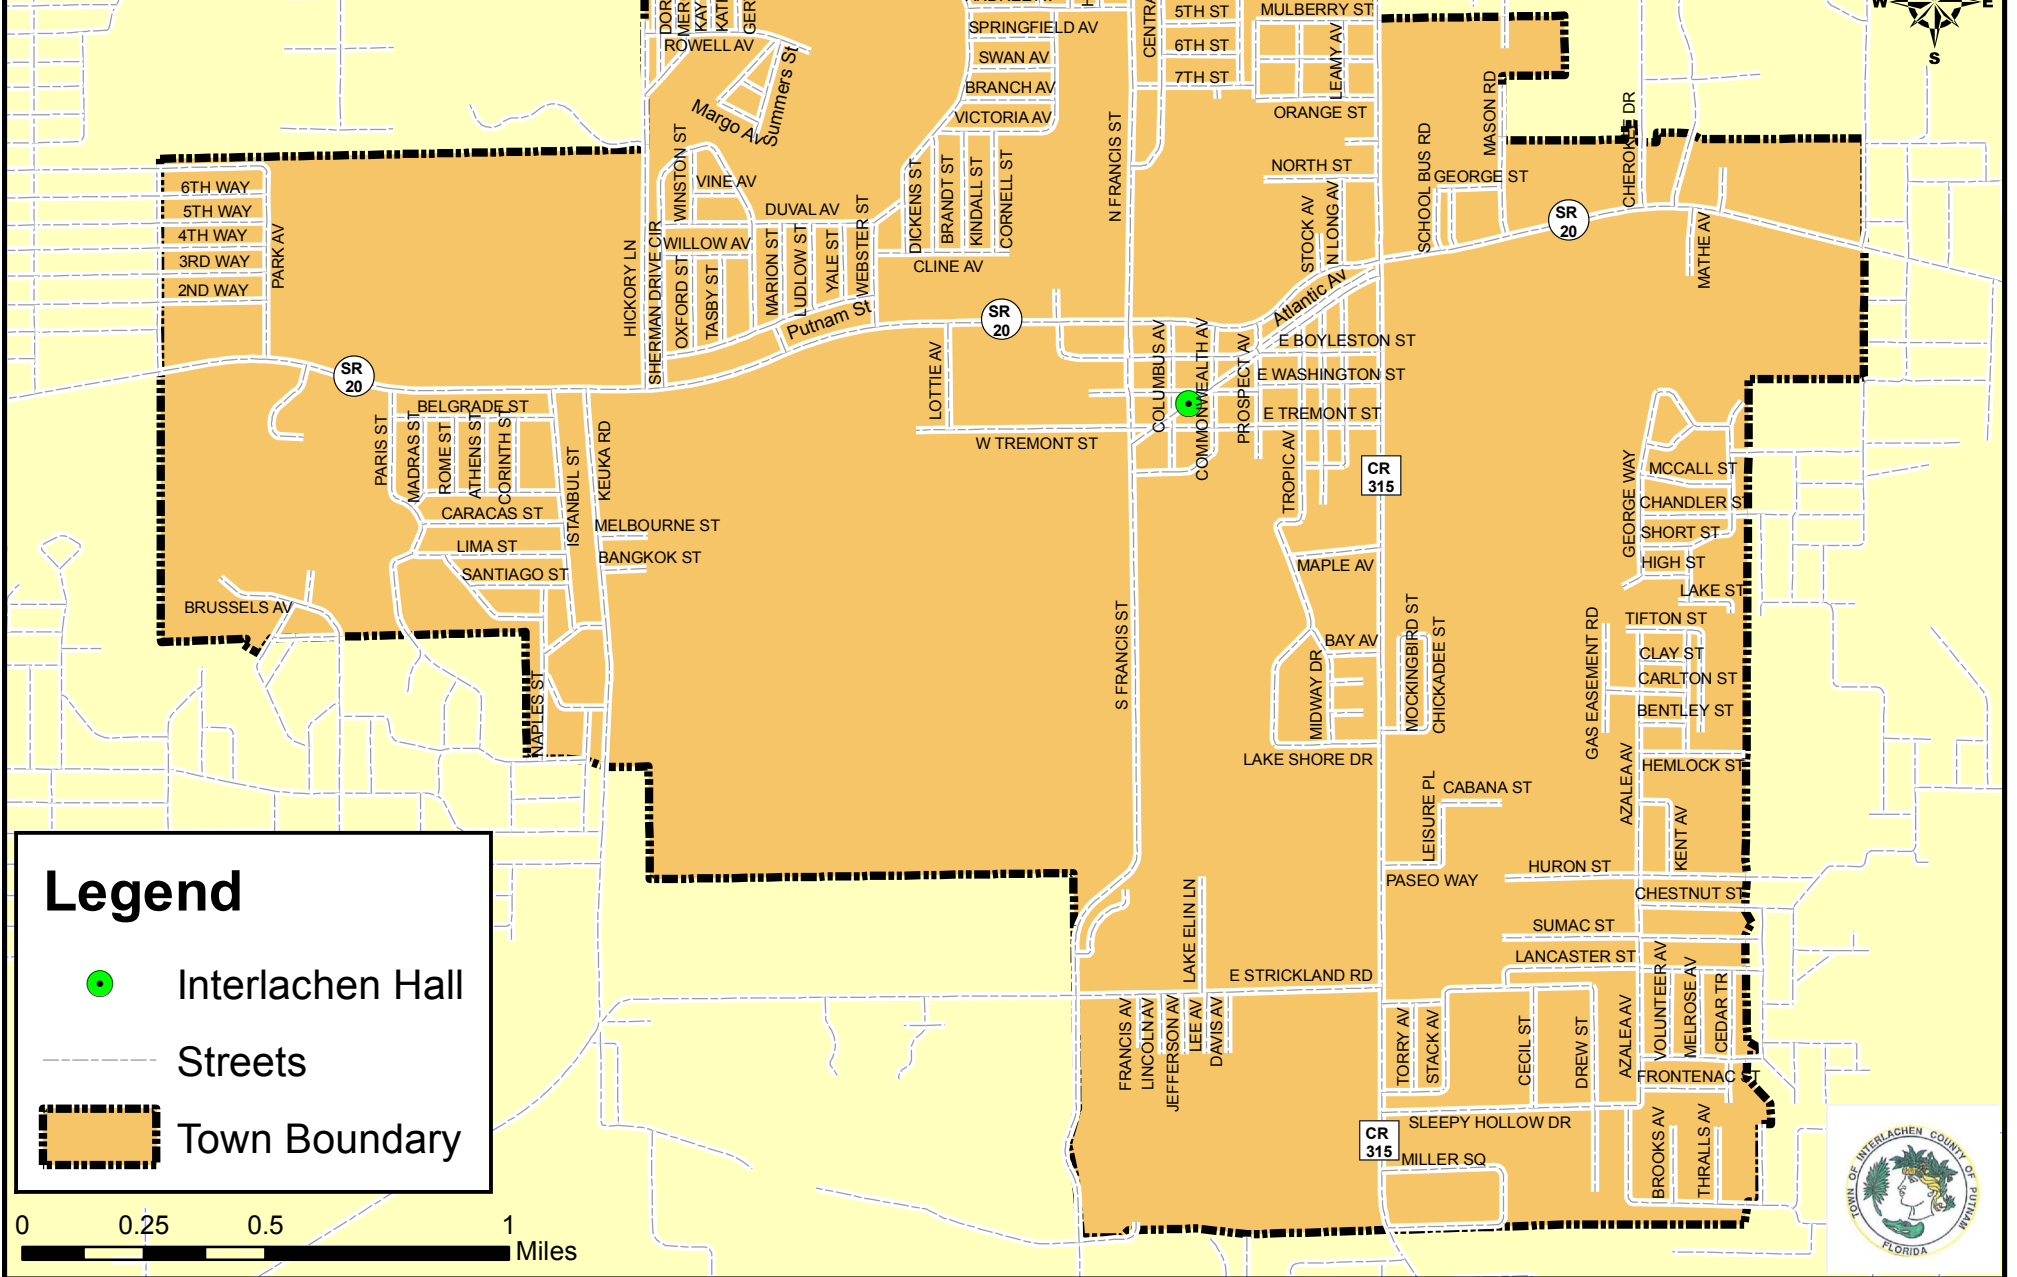 W
E
S
SPRINGFIELD AV
SWAN AV
BRANCH AV
VICTORIA AV
5TH ST
6TH ST
7TH ST
MULBERRY ST
LEAMY AV
ORANGE ST
ROWELL AV
Summers St
Margo Av
MASON RD
SCHOOL BUS RD
CHEROKEE DR
N FRANCIS ST
NORTH ST
GEORGE ST
STOCK AV
N LONG AV
MATHE AV
SR
20
6TH WAY
5TH WAY
4TH WAY
3RD WAY
2ND WAY
PARK AV
HICKORY LN
SHERMAN DRIVE CIR
WINSTON ST
VINE AV
DUVAL AV
WILLOW AV
OXFORD ST
TASBY ST
MARION ST
LUDLOW ST
YALE ST
WEBSTER ST
Putnam St
DICKENS ST
BRANDT ST
KINDALL ST
CORNELL ST
CLINE AV
SR
20
SR
20
Atlantic Av
E BOYLESTON ST
E WASHINGTON ST
E TREMONT ST
W TREMONT ST
LOTTIE AV
COLUMBUS AV
COMMONWEALTH AV
PROSPECT AV
TROPIC AV
CR
315
BELGRADE ST
PARIS ST
MADRAS ST
ROME ST
ATHENS ST
CORINTH ST
ISTANBUL ST
KEUKA RD
CARACAS ST
LIMA ST
SANTIAGO ST
MELBOURNE ST
BANGKOK ST
BRUSSELS AV
NAPLES ST
S FRANCIS ST
MAPLE AV
BAY AV
MIDWAY DR
LAKE SHORE DR
MOCKINGBIRD ST
CHICKADEE ST
GEORGE WAY
MCCALL ST
CHANDLER ST
SHORT ST
HIGH ST
LAKE ST
TIFTON ST
CLAY ST
CARLTON ST
BENTLEY ST
HEMLOCK ST
GAS EASEMENT RD
AZALEA AV
KENT AV
LEISURE PL
CABANA ST
PASEO WAY
HURON ST
CHESTNUT ST
SUMAC ST
LANCASTER ST
LAKE ELIN LN
E STRICKLAND RD
FRANCIS AV
LINCOLN AV
JEFFERSON AV
LEE AV
DAVIS AV
TORRY AV
STACK AV
CECIL ST
DREW ST
AZALEA AV
VOLUNTEER AV
MELROSE AV
CEDAR TR
FRONTENAC ST
SLEEPY HOLLOW DR
CR
315
MILLER SQ
BROOKS AV
THRALLS AV
Legend
Interlachen Hall
Streets
Town Boundary
0
0.25
0.5
1
Miles
TOWN OF INTERLACHEN COUNTY OF PUTNAM
FLORIDA